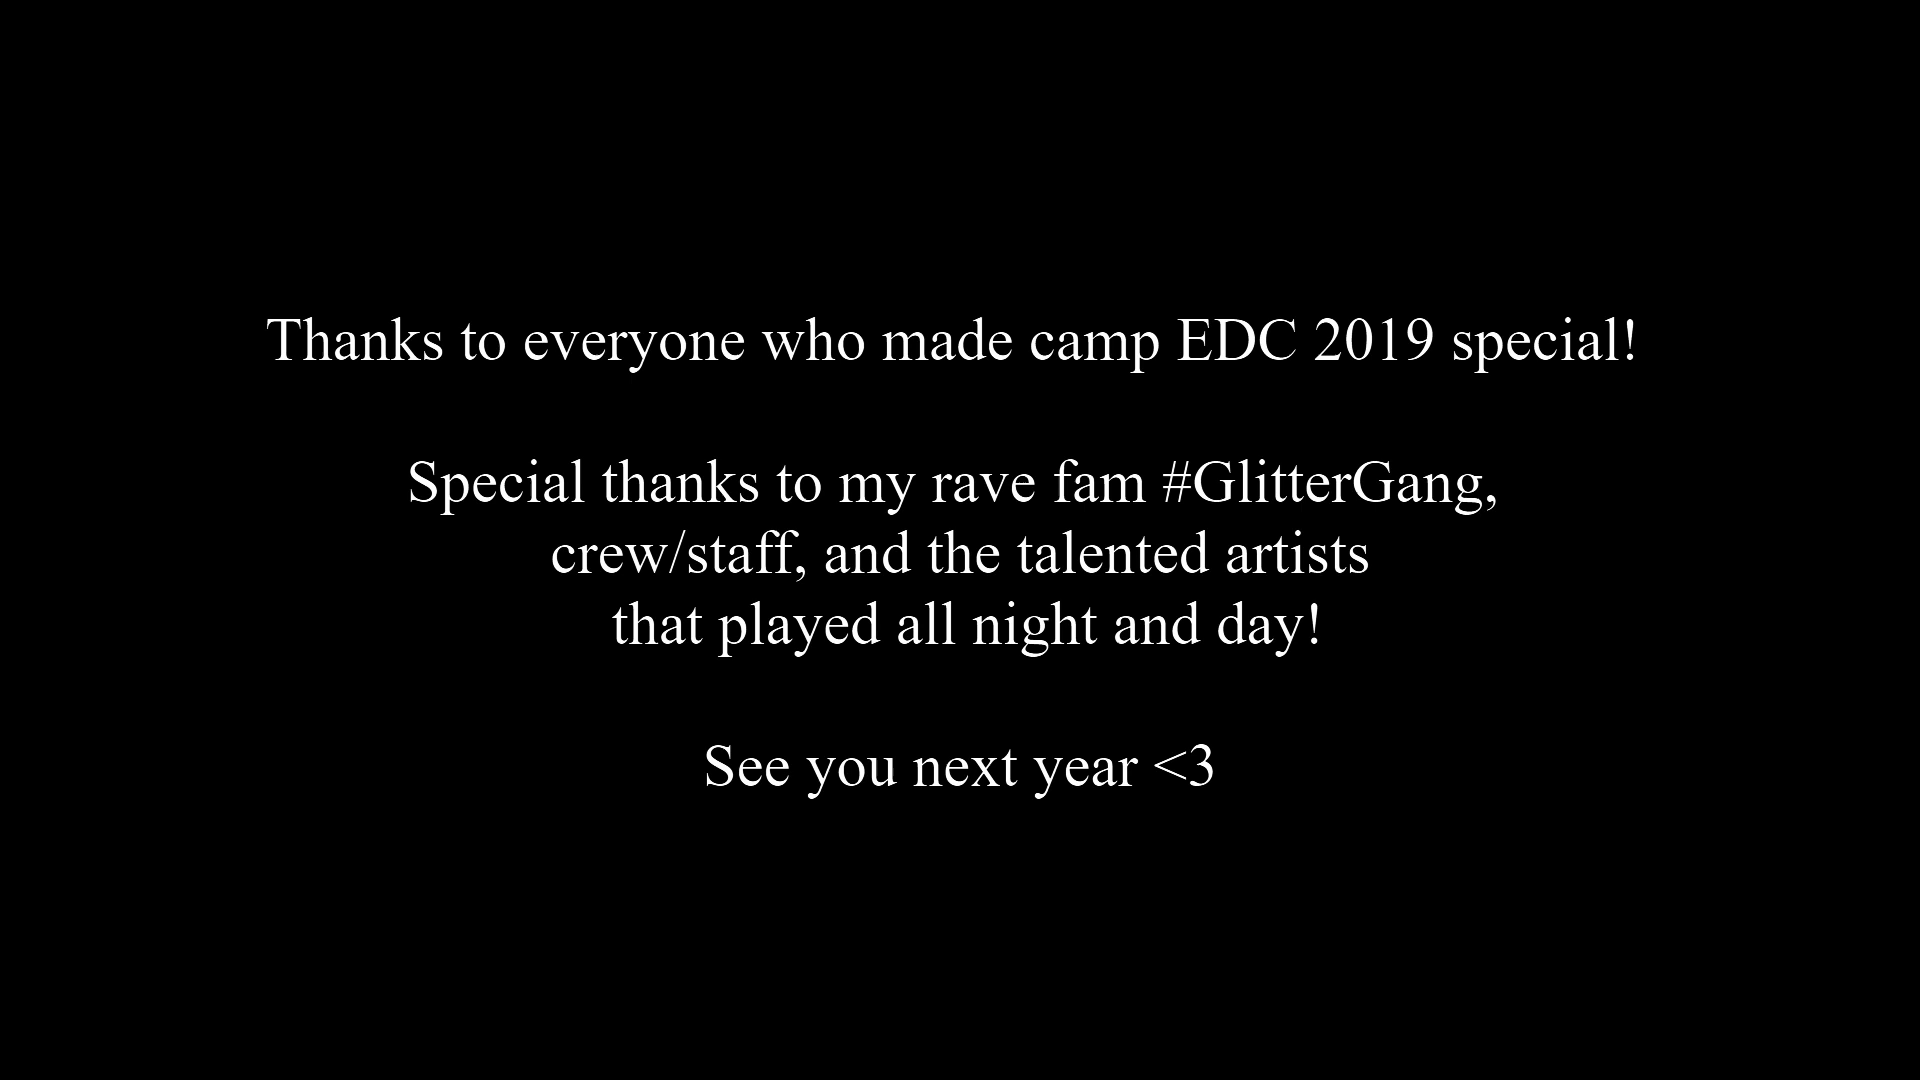 Thanks to everyone who made camp EDC 2019 special!
Special thanks to my rave fam #GlitterGang,
crew/staff, and the talented artists
that played all night and day!
See you next year <3